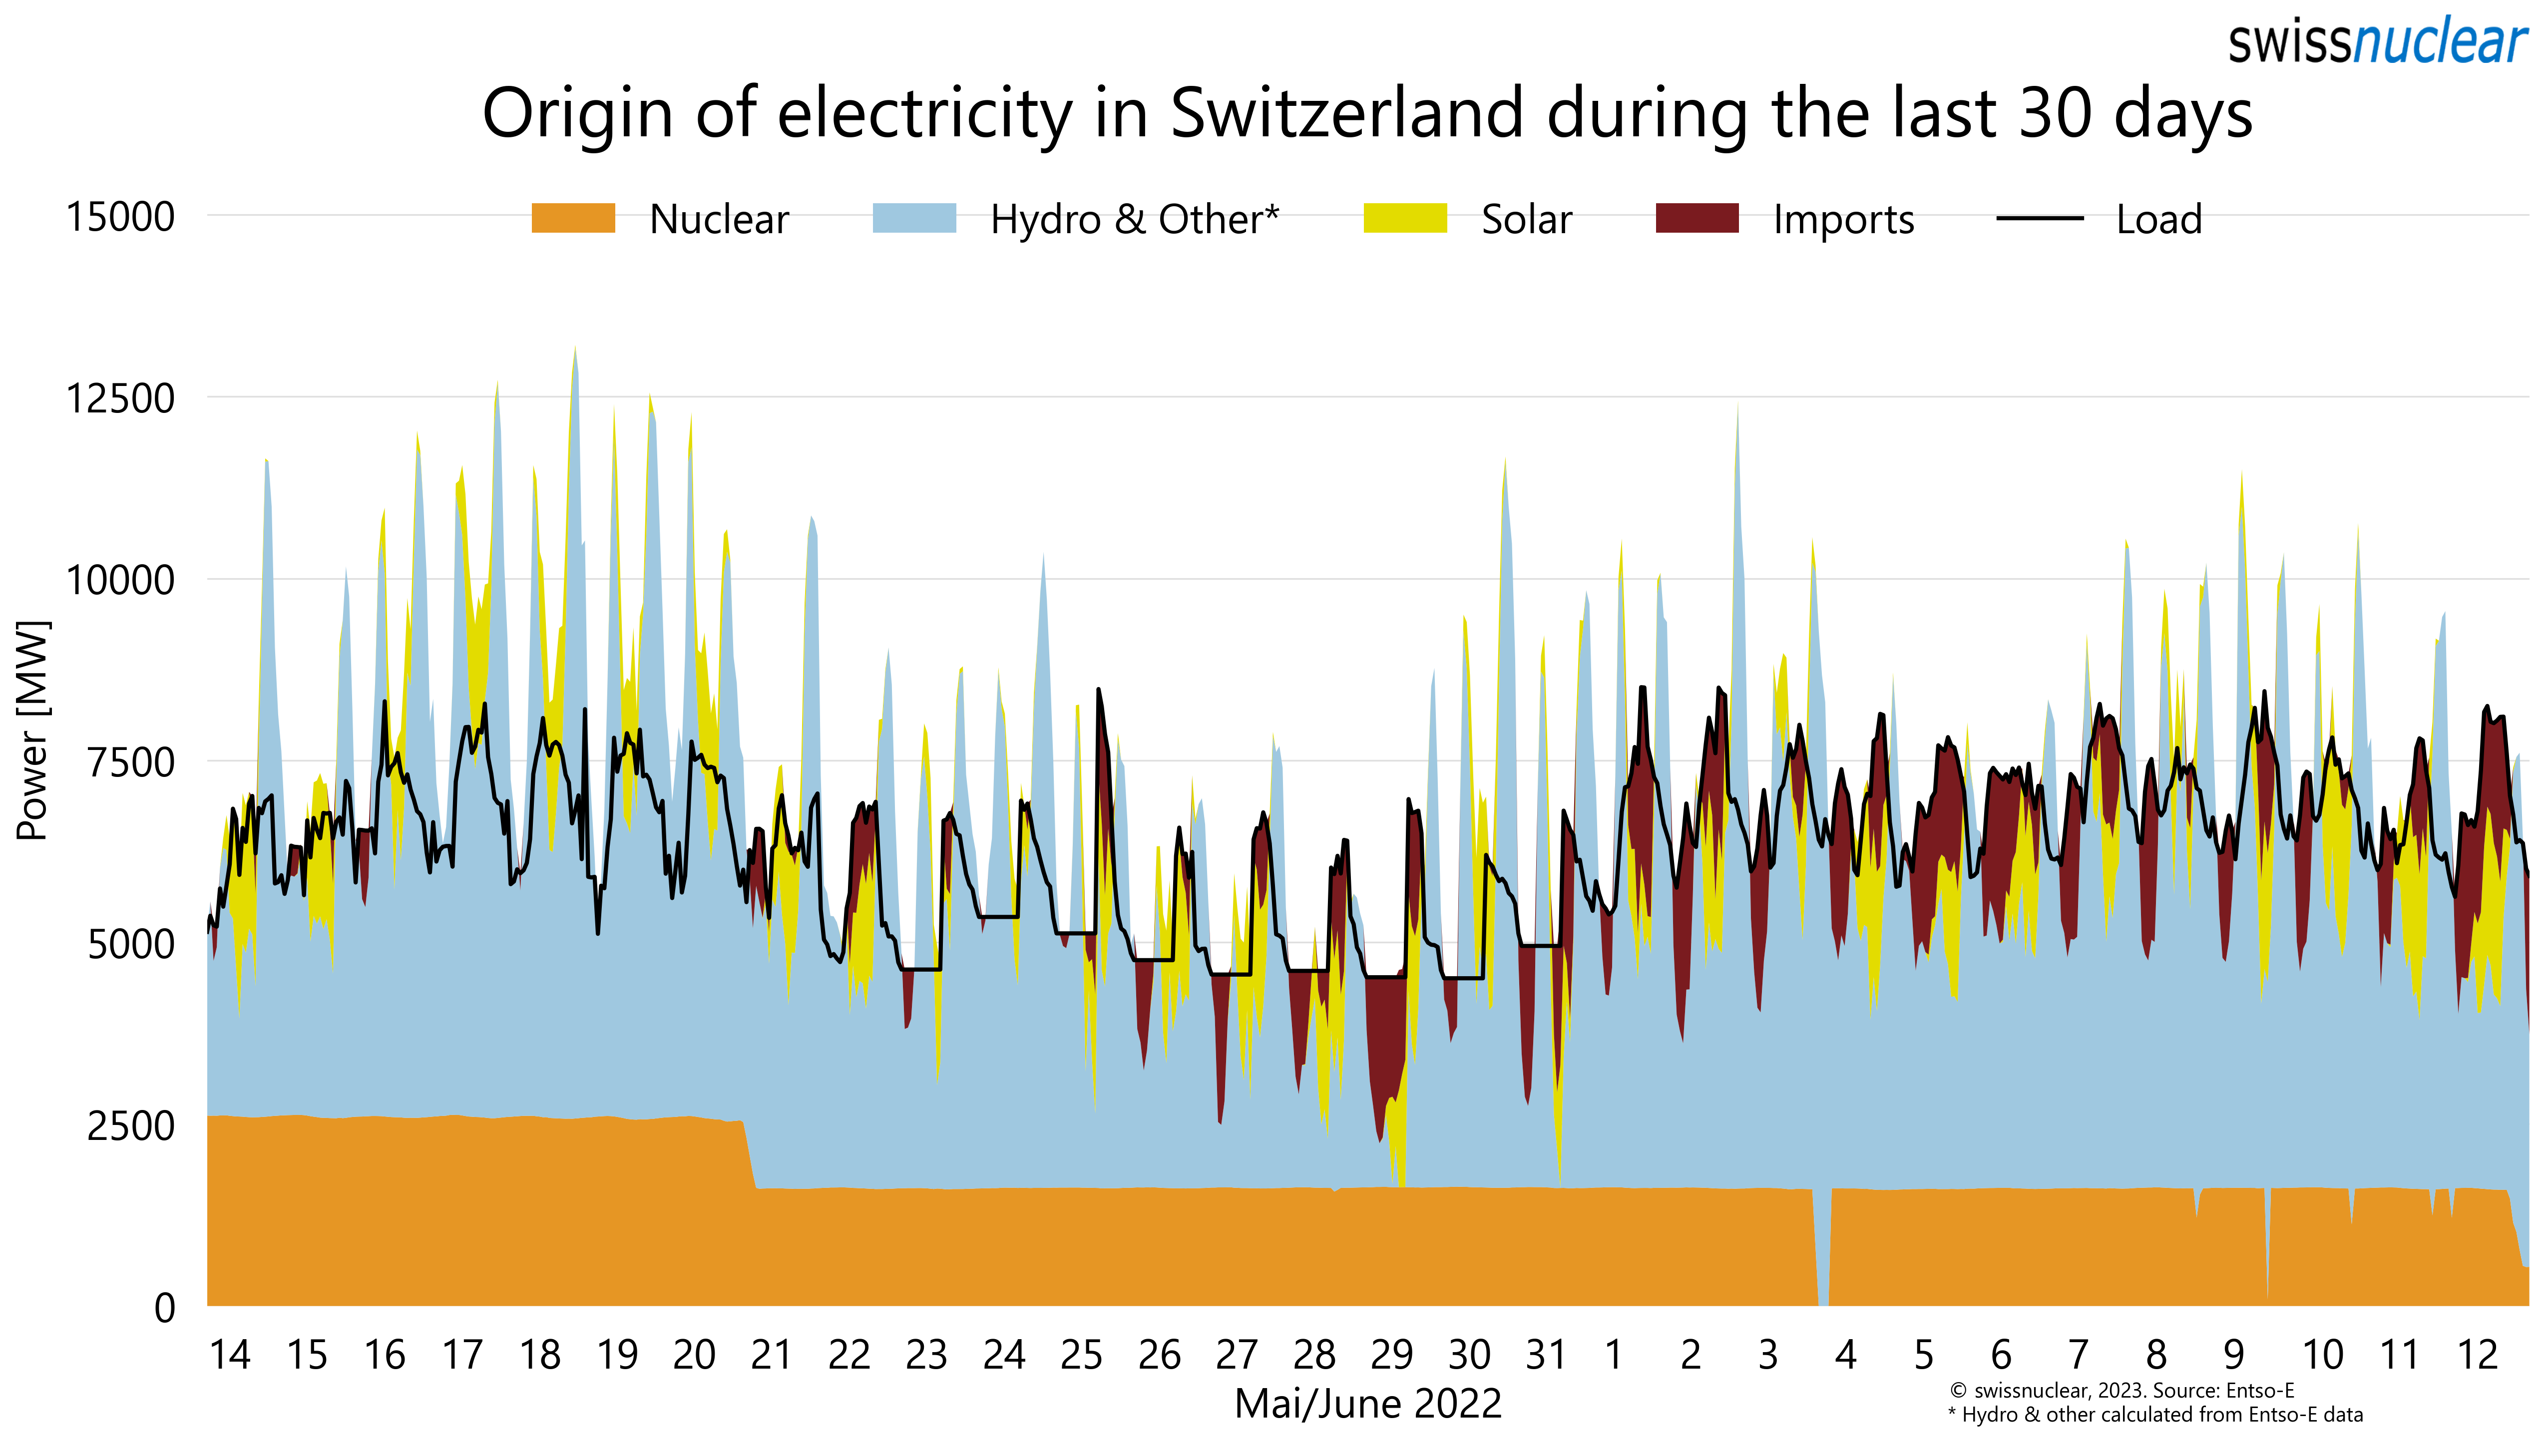 swissnuclear
Origin of electricity in Switzerland during the last 30 days
Nuclear Hydro & Other* Solar Imports Load
15000
12500
10000
7500
5000
2500
0
Power [MW]
14 15 16 17 18 19 20 21 22 23 24 25 26 27 28 29 30 31 1 2 3 4 5 6 7 8 9 10 11 12
Mai/June 2022
© swissnuclear, 2023. Source: Entso-E
* Hydro & other calculated from Entso-E data